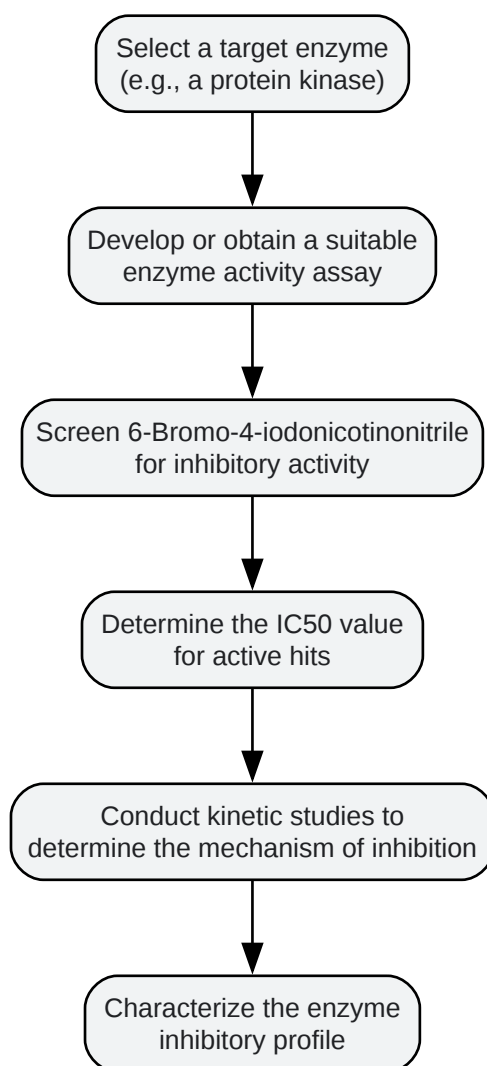 Select a target enzyme
(e.g., a protein kinase)
Develop or obtain a suitable
enzyme activity assay
Screen 6-Bromo-4-iodonicotinonitrile
for inhibitory activity
Determine the IC50 value
for active hits
Conduct kinetic studies to
determine the mechanism of inhibition
Characterize the enzyme
inhibitory profile